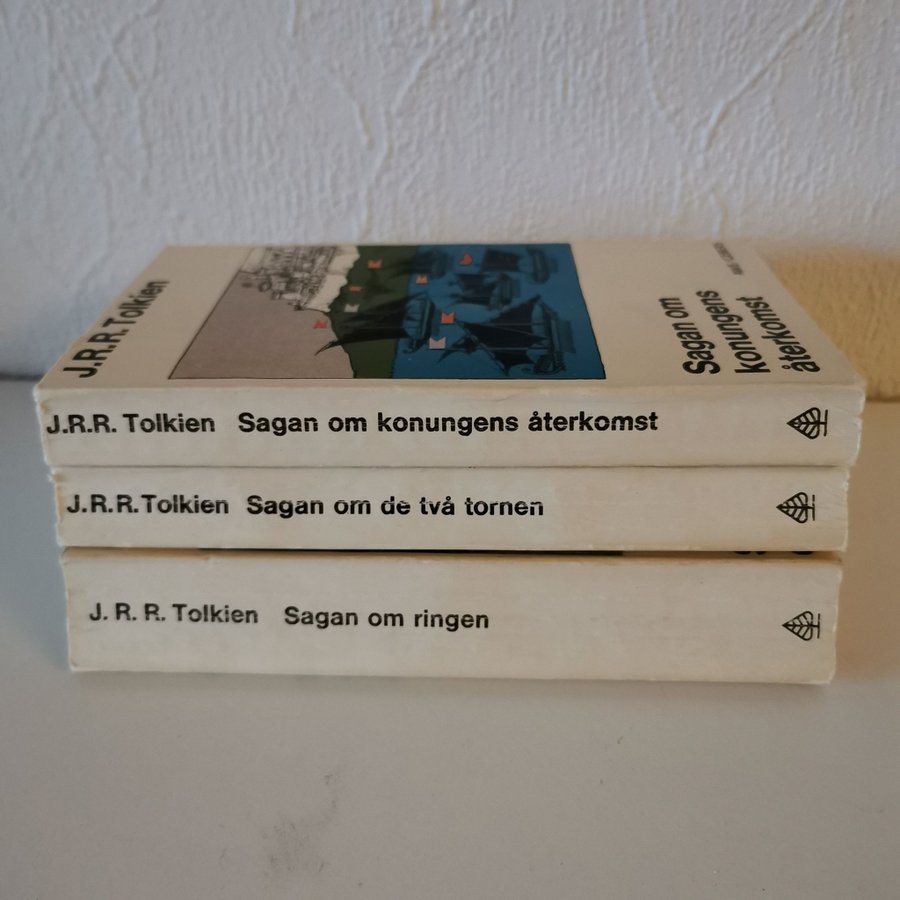 J.R.R. Tolkien
Sagan om
konungens
återkomst
J.R.R. Tolkien Sagan om konungens återkomst
J.R.R. Tolkien Sagan om de två tornen
J. R. R. Tolkien Sagan om ringen